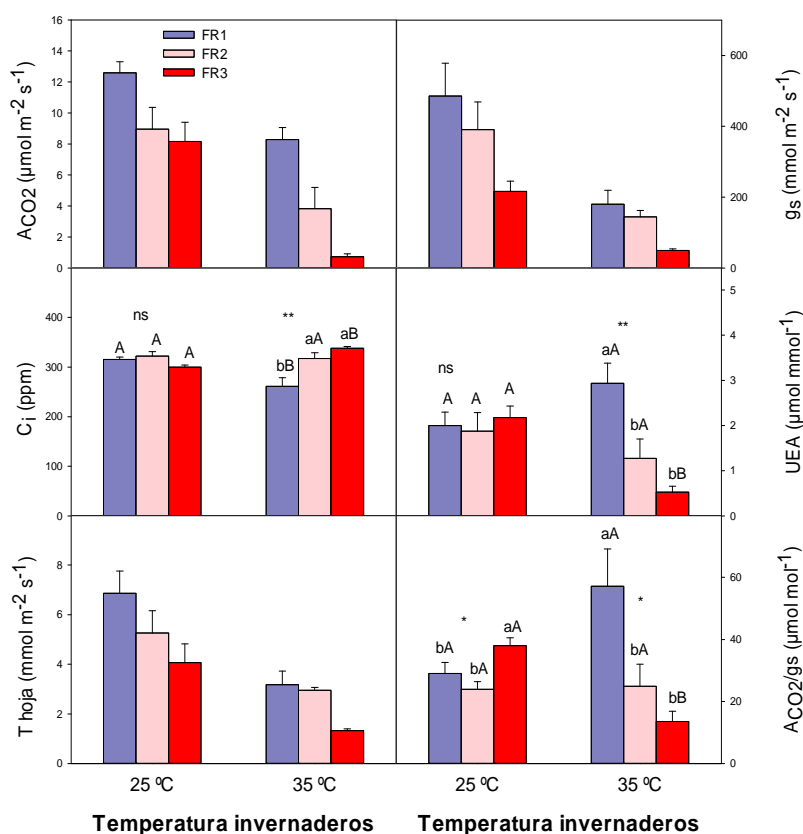 FR1
FR2
FR3
16
14
12
10
8
6
4
2
0
ACO2 (µmol m-2 s-1)
600
400
200
0
gs (mmol m-2 s-1)
400
300
200
100
0
Ci (ppm)
ns
A A A
**
bB aA aB
5
4
3
2
1
0
UEA (µmol mmol-1)
ns
A A A
**
aA
bA
bB
8
6
4
2
0
T hoja (mmol m-2 s-1)
60
40
20
0
ACO2/gs (µmol mol-1)
*
bA bA aA
aA
*
bA
bB
25 ºC 35 ºC 25 ºC 35 ºC
Temperatura invernaderos Temperatura invernaderos